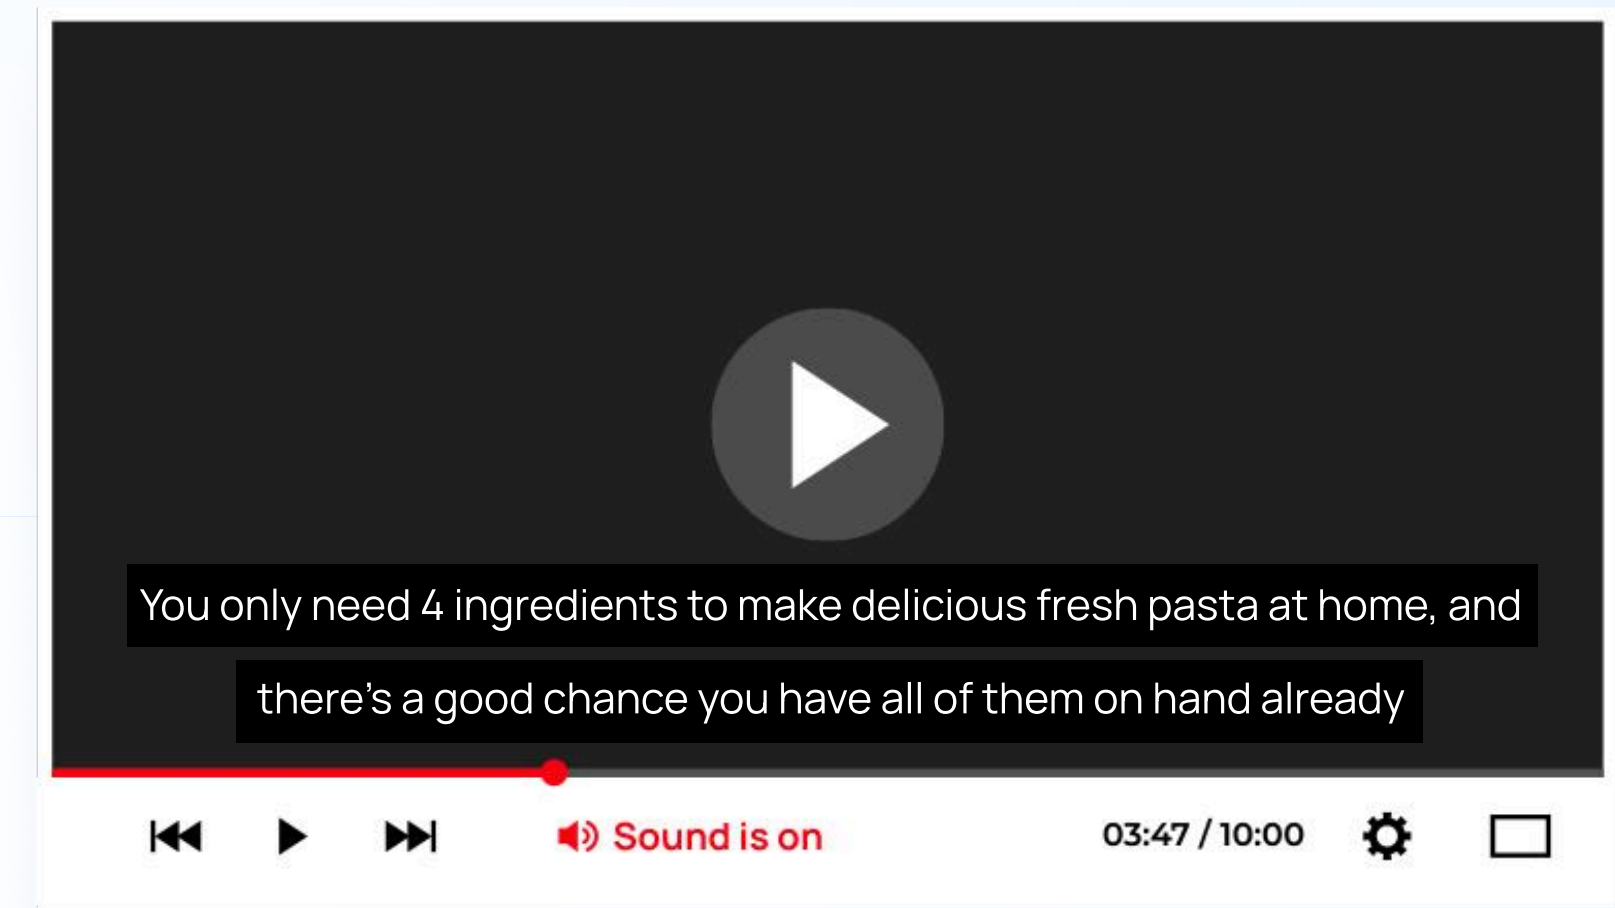 You only need 4 ingredients to make delicious fresh pasta at home, and
there’s a good chance you have all of them on hand already
Sound is on
03:47 / 10:00